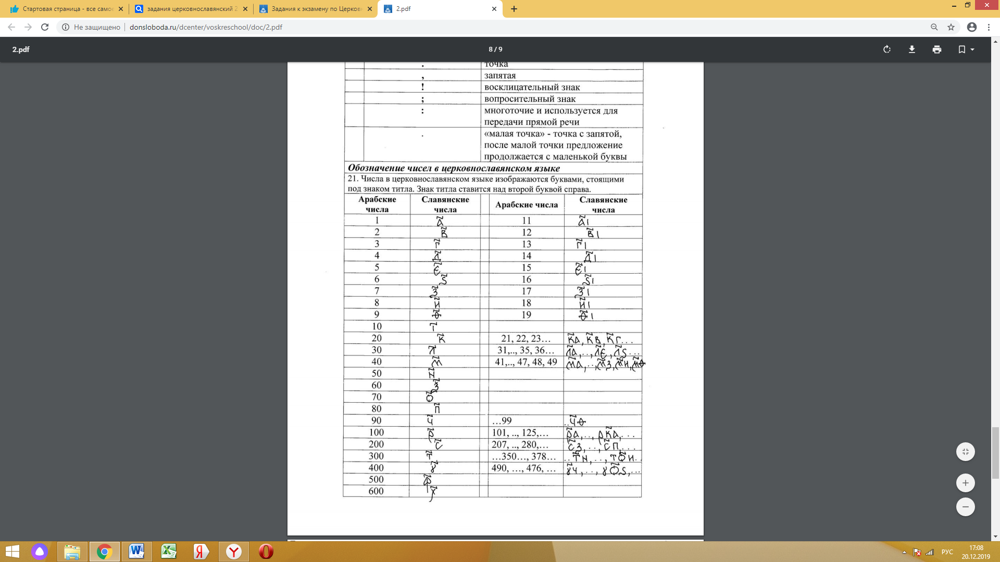 Стартовая страница - все самое
задания церковнославянский 2
Задания к экзамену по Церковн
2.pdf
Не защищено | donsloboda.ru/dcenter/voskreschool/doc/2.pdf
2.pdf 8 / 9
. точка
, запятая
! восклицательный знак
; вопросительный знак
: многоточие и используется для
передачи прямой речи
. «малая точка» - точка с запятой,
после малой точки предложение
продолжается с маленькой буквы
Обозначение чисел в церковнославянском языке
21. Числа в церковнославянском языке изображаются буквами, стоящими
под знаком титла. Знак титла ставится над второй буквой справа.
Арабские числа Славянские числа Арабские числа Славянские числа
1 а҃ 11 а҃і
2 в҃ 12 в҃і
3 г҃ 13 г҃і
4 д҃ 14 д҃і
5 є҃ 15 є҃і
6 ѕ҃ 16 ѕ҃і
7 з҃ 17 з҃і
8 и҃ 18 и҃і
9 ѳ҃ 19 ѳ҃і
10 і҃
20 к҃ 21, 22, 23… к҃а, к҃в, к҃г...
30 л҃ 31,.., 35, 36… л҃а,..,л҃є, л҃ѕ...
40 м҃ 41,.., 47, 48, 49 м҃а,..,м҃з,м҃и,м҃ѳ
50 н҃
60 ѯ҃
70 о҃
80 п҃
90 ч҃ …99 ..ч҃ѳ
100 р҃ 101, .., 125,… р҃а,.., рк҃а,...
200 с҃ 207, .., 280,… с҃з,..,с҃п,...
300 т҃ …350…, 378… ..т҃н,.., то҃и..
400 ꙋ҃ 490, …, 476, … ꙋ҃ч,.., ꙋо҃ѕ,...
500 ф҃
600 х҃
РУС
17:08
20.12.2019